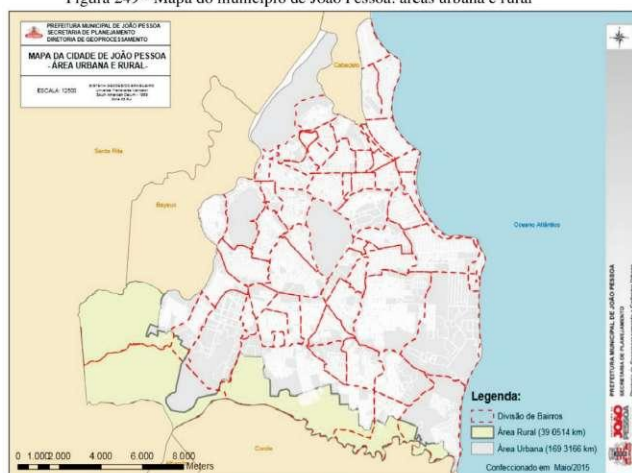 Figura 249 - Mapa do município de João Pessoa: áreas urbana e rural
PREFEITURA MUNICIPAL DE JOÃO PESSOA
SECRETARIA DE PLANEJAMENTO
DIRETORIA DE GEOPROCESSAMENTO
MAPA DA CIDADE DE JOÃO PESSOA
- ÁREA URBANA E RURAL-
ESCALA: 12500
Cabedelo
Santa Rita
Bayeux
Oceano Atlântico
Conde
0 1.000 2.000 4.000 6.000 8.000
Meters
Legenda:
Divisão de Bairros
Área Rural (39.0514 km)
Área Urbana (169.3166 km)
Confeccionado em Maio/2015
PREFEITURA MUNICIPAL DE JOÃO PESSOA
SECRETARIA DE PLANEJAMENTO
JOÃO
PESSOA